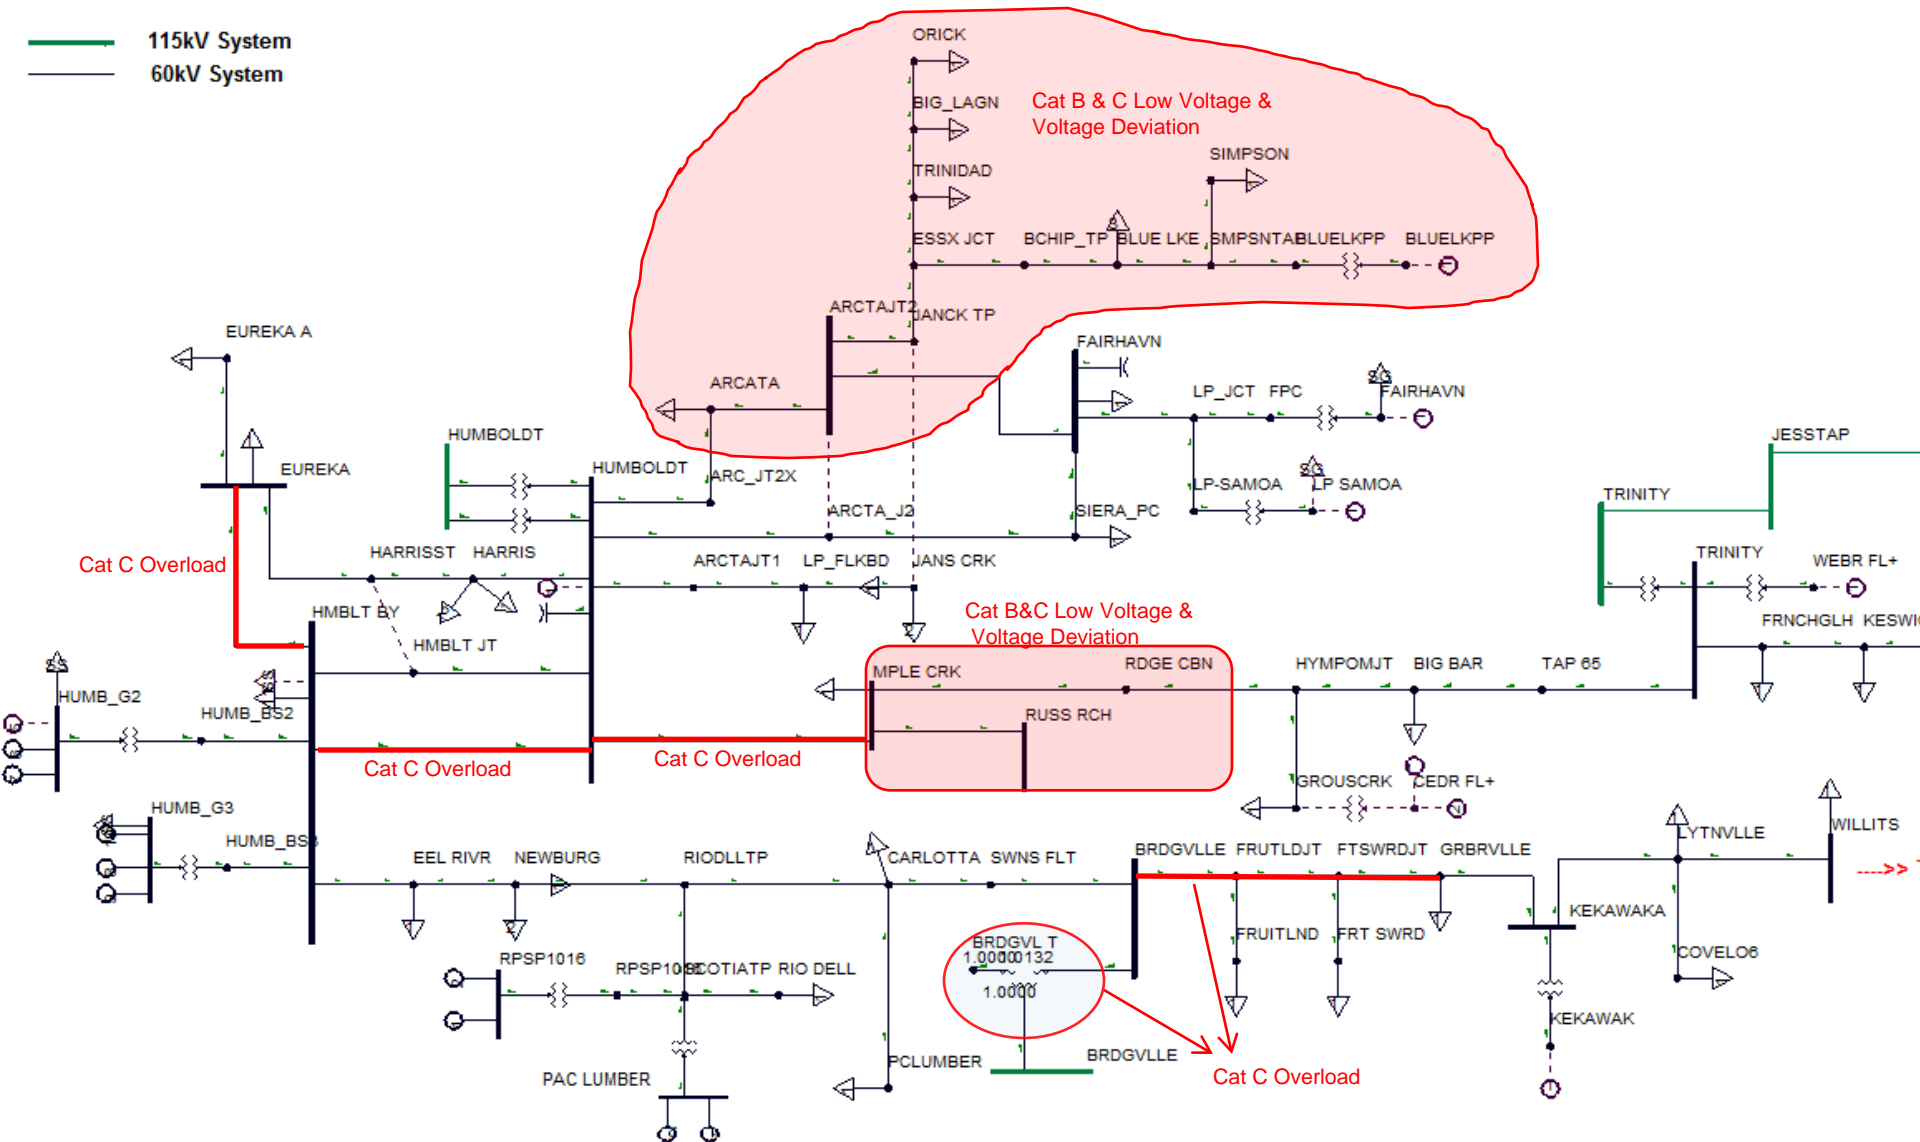 115kV System
60kV System
ORICK
BIG_LAGN
Cat B & C Low Voltage &
Voltage Deviation
TRINIDAD
SIMPSON
ESSX JCT
BCHIP_TP
BLUE LKE
SMPSNTAP
BLUELKPP
BLUELKPP
ARCTAJT2
JANCK TP
EUREKA A
ARCATA
FAIRHAVN
LP_JCT
FPC
SG
FAIRHAVN
EUREKA
HUMBOLDT
HUMBOLDT
ARC_JT2X
JESSTAP
LP-SAMOA
SG
LP SAMOA
TRINITY
ARCTA_J2
SIERA_PC
Cat C Overload
HARRISST
HARRIS
ARCTAJT1
LP_FLKBD
JANS CRK
TRINITY
WEBR FL+
HMBLT BY
Cat B&C Low Voltage &
Voltage Deviation
FRNCHGLH
HMBLT JT
MPLE CRK
RDGE CBN
HYMPOMJT
BIG BAR
TAP 65
SS
HUMB_G2
HUMB_BS2
RUSS RCH
Cat C Overload
Cat C Overload
GROUSCRK
CEDR FL+
HUMB_G3
HUMB_BS3
EEL RIVR
NEWBURG
RIODLLTP
CARLOTTA
SWNS FLT
BRDGVLLE
FRUTLDJT
FTSWRDJT
GRBRVLLE
LYTNVLLE
WILLITS
---->>
KEKAWAKA
FRUITLND
FRT SWRD
BRDGVL T
1.0000
1.0000
COVELO6
RPSP1016
SCOTIATP
RIO DELL
KEKAWAK
PAC LUMBER
PCLUMBER
BRDGVLLE
Cat C Overload